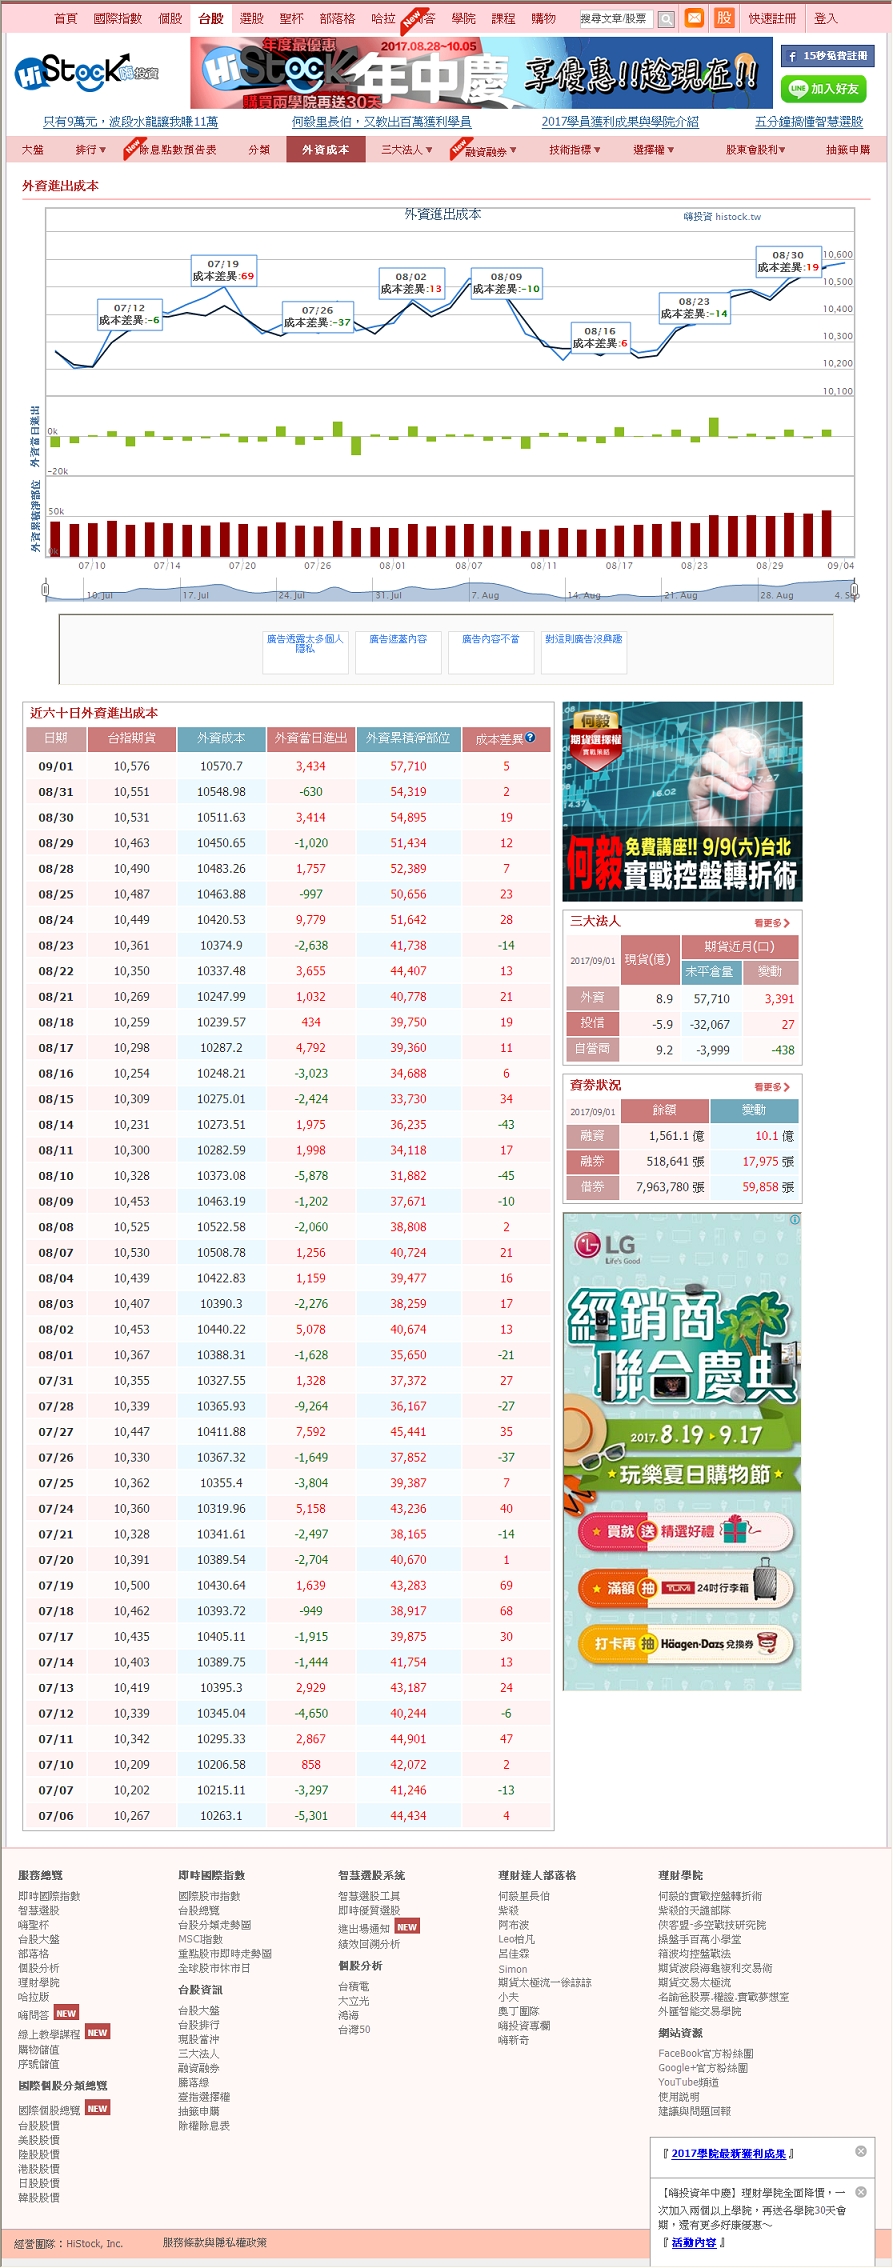 首頁 國際指數 個股 台股 選股 聖杯 部落格 哈拉 New 答 學院 課程 購物 搜尋文章/股票 股 快速註冊 登入
HiStock 嗨投資
年度最優惠 2017.08.28~10.05
HiStock 年中慶 享優惠!!趁現在!!
購買兩學院再送30天
f 15秒免費註冊
LINE 加入好友
只有9萬元，波段水龍讓我賺11萬 何毅里長伯，又教出百萬獲利學員 2017學員獲利成果與學院介紹 五分鐘搞懂智慧選股
大盤 排行▼ New 除息點數預告表 分類 外資成本 三大法人▼ New 融資融券▼ 技術指標▼ 選擇權▼ 股東會股利▼ 抽籤申購
外資進出成本
外資進出成本 嗨投資 histock.tw
07/12 成本差異:-6
07/19 成本差異:69
07/26 成本差異:-37
08/02 成本差異:13
08/09 成本差異:-10
08/16 成本差異:6
08/23 成本差異:-14
08/30 成本差異:19
10,600
10,500
10,400
10,300
10,200
10,100
外資當日進出
0k
-20k
外資累積淨部位
50k
0k
07/10 07/14 07/20 07/26 08/01 08/07 08/11 08/17 08/23 08/29 09/04
10. Jul 17. Jul 24. Jul 31. Jul 7. Aug 14. Aug 21. Aug 28. Aug 4. Sep
廣告透露太多個人隱私 廣告遮蓋內容 廣告內容不當 對這則廣告沒興趣
近六十日外資進出成本
日期 台指期貨 外資成本 外資當日進出 外資累積淨部位 成本差異?
09/01 10,576 10570.7 3,434 57,710 5
08/31 10,551 10548.98 -630 54,319 2
08/30 10,531 10511.63 3,414 54,895 19
08/29 10,463 10450.65 -1,020 51,434 12
08/28 10,490 10483.26 1,757 52,389 7
08/25 10,487 10463.88 -997 50,656 23
08/24 10,449 10420.53 9,779 51,642 28
08/23 10,361 10374.9 -2,638 41,738 -14
08/22 10,350 10337.48 3,655 44,407 13
08/21 10,269 10247.99 1,032 40,778 21
08/18 10,259 10239.57 434 39,750 19
08/17 10,298 10287.2 4,792 39,360 11
08/16 10,254 10248.21 -3,023 34,688 6
08/15 10,309 10275.01 -2,424 33,730 34
08/14 10,231 10273.51 1,975 36,235 -43
08/11 10,300 10282.59 1,998 34,118 17
08/10 10,328 10373.08 -5,878 31,882 -45
08/09 10,453 10463.19 -1,202 37,671 -10
08/08 10,525 10522.58 -2,060 38,808 2
08/07 10,530 10508.78 1,256 40,724 21
08/04 10,439 10422.83 1,159 39,477 16
08/03 10,407 10390.3 -2,276 38,259 17
08/02 10,453 10440.22 5,078 40,674 13
08/01 10,367 10388.31 -1,628 35,650 -21
07/31 10,355 10327.55 1,328 37,372 27
07/28 10,339 10365.93 -9,264 36,167 -27
07/27 10,447 10411.88 7,592 45,441 35
07/26 10,330 10367.32 -1,649 37,852 -37
07/25 10,362 10355.4 -3,804 39,387 7
07/24 10,360 10319.96 5,158 43,236 40
07/21 10,328 10341.61 -2,497 38,165 -14
07/20 10,391 10389.54 -2,704 40,670 1
07/19 10,500 10430.64 1,639 43,283 69
07/18 10,462 10393.72 -949 38,917 68
07/17 10,435 10405.11 -1,915 39,875 30
07/14 10,403 10389.75 -1,444 41,754 13
07/13 10,419 10395.3 2,929 43,187 24
07/12 10,339 10345.04 -4,650 40,244 -6
07/11 10,342 10295.33 2,867 44,901 47
07/10 10,209 10206.58 858 42,072 2
07/07 10,202 10215.11 -3,297 41,246 -13
07/06 10,267 10263.1 -5,301 44,434 4
何毅
期貨選擇權
實戰策略
何毅 免費講座!! 9/9(六)台北
實戰控盤轉折術
三大法人 看更多
2017/09/01 現貨(億) 期貨近月(口)
未平倉量 變動
外資 8.9 57,710 3,391
投信 -5.9 -32,067 27
自營商 9.2 -3,999 -438
資券狀況 看更多
2017/09/01 餘額 變動
融資 1,561.1 億 10.1 億
融券 518,641 張 17,975 張
借券 7,963,780 張 59,858 張
LG
Life's Good
經銷商
聯合慶典
2017.8.19▶9.17
★玩樂夏日購物節★
★ 買就 送 精選好禮
★ 滿額 抽 TUMI 24吋行李箱
打卡再 抽 Häagen-Dazs 兌換券
服務總覽
即時國際指數
智慧選股
嗨聖杯
台股大盤
部落格
個股分析
理財學院
哈拉版
嗨問答 NEW
線上教學課程 NEW
購物儲值
序號儲值
國際個股分類總覽
國際個股總覽 NEW
台股股價
美股股價
陸股股價
港股股價
日股股價
韓股股價
即時國際指數
國際股市指數
台股總覽
台股分類走勢圖
MSCI指數
重點股市即時走勢圖
全球股市休市日
台股資訊
台股大盤
台股排行
現股當沖
三大法人
融資融券
騰落線
臺指選擇權
抽籤申購
除權除息表
智慧選股系統
智慧選股工具
即時優質選股
進出場通知 NEW
績效回溯分析
個股分析
台積電
大立光
鴻海
台灣50
理財達人部落格
何毅里長伯
紫殺
阿布波
Leo槍凡
呂佳霖
Simon
期貨太極流一徐諒諒
小夫
奧丁團隊
嗨投資專欄
嗨新奇
理財學院
何毅的實戰控盤轉折術
紫殺的天譴部隊
俠客盟-多空戰技研究院
操盤手百萬小學堂
箱波均控盤戰法
期貨波段海龜複利交易術
期貨交易太極流
名諭爸股票.權證.實戰夢想室
外匯智能交易學院
網站資源
FaceBook官方粉絲團
Google+官方粉絲團
YouTube頻道
使用說明
建議與問題回報
『 2017學院最新獲利成果 』
【嗨投資年中慶】理財學院全面降價，一
次加入兩個以上學院，再送各學院30天會
期，還有更多好康優惠～
『 活動內容 』
經營團隊：HiStock, Inc. 服務條款與隱私權政策